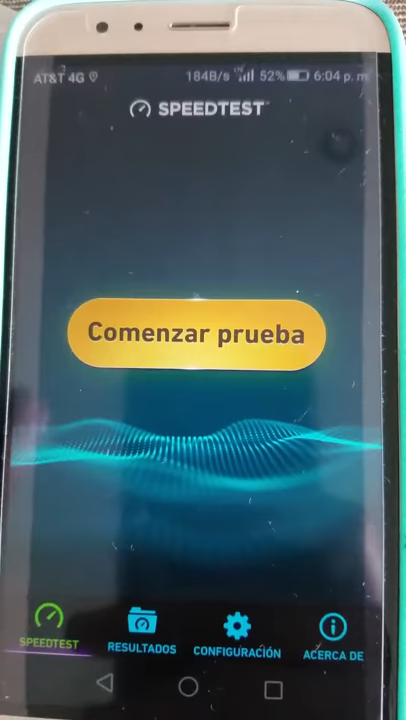 AT&T 4G 184B/s 52% 6:04 p. m.
SPEEDTEST
Comenzar prueba
SPEEDTEST RESULTADOS CONFIGURACIÓN ACERCA DE